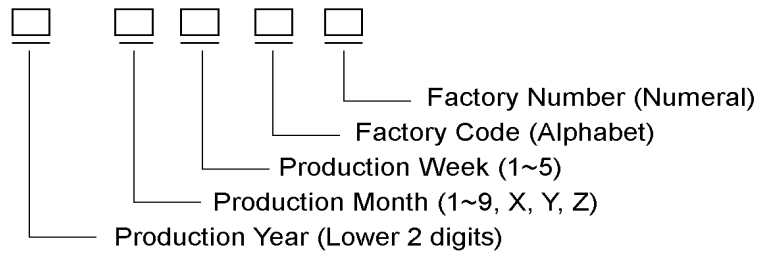 Factory Number (Numeral)
Factory Code (Alphabet)
Production Week (1~5)
Production Month (1~9, X, Y, Z)
Production Year (Lower 2 digits)